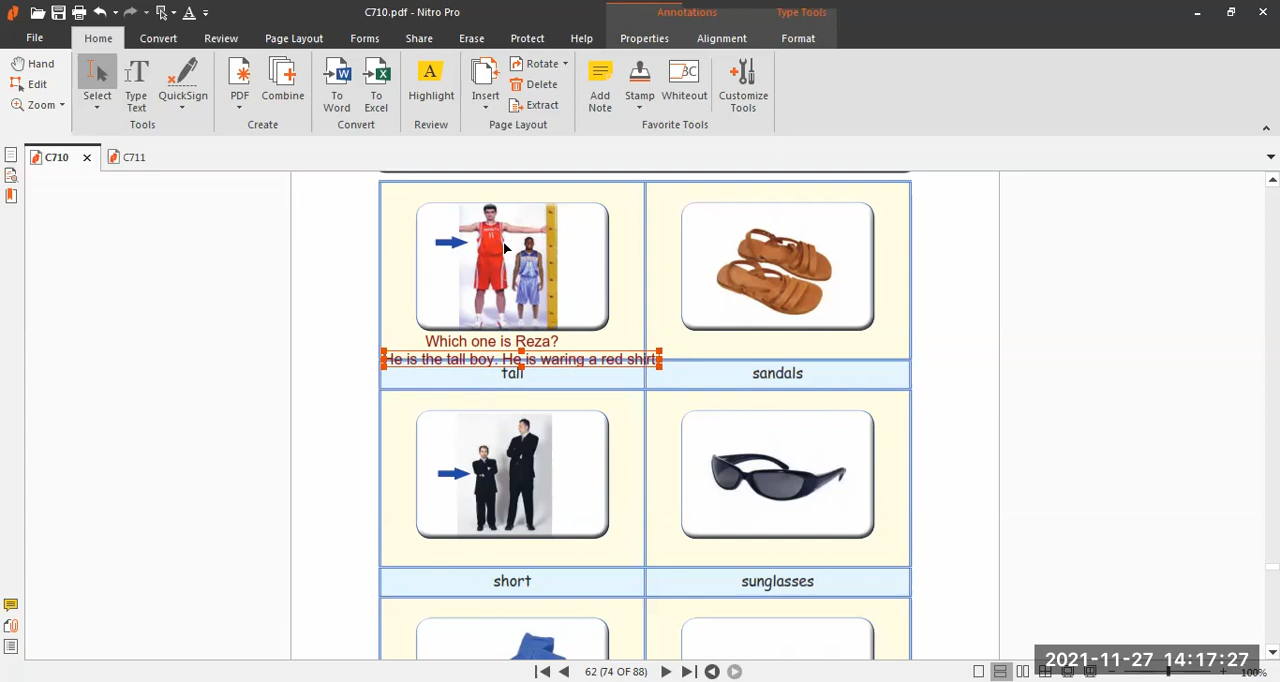 C710.pdf - Nitro Pro
Annotations
Type Tools
File
Home
Convert
Review
Page Layout
Forms
Share
Erase
Protect
Help
Properties
Alignment
Format
Hand
Edit
Zoom
Select
Type Text
QuickSign
PDF
Combine
To Word
To Excel
Highlight
Insert
Rotate
Delete
Extract
Add Note
Stamp
Whiteout
Customize Tools
Tools
Create
Convert
Review
Page Layout
Favorite Tools
C710
C711
11
Which one is Reza?
He is the tall boy. He is waring a red shirt
tall
sandals
short
sunglasses
62 (74 OF 88)
2021-11-27 14:17:27
100%